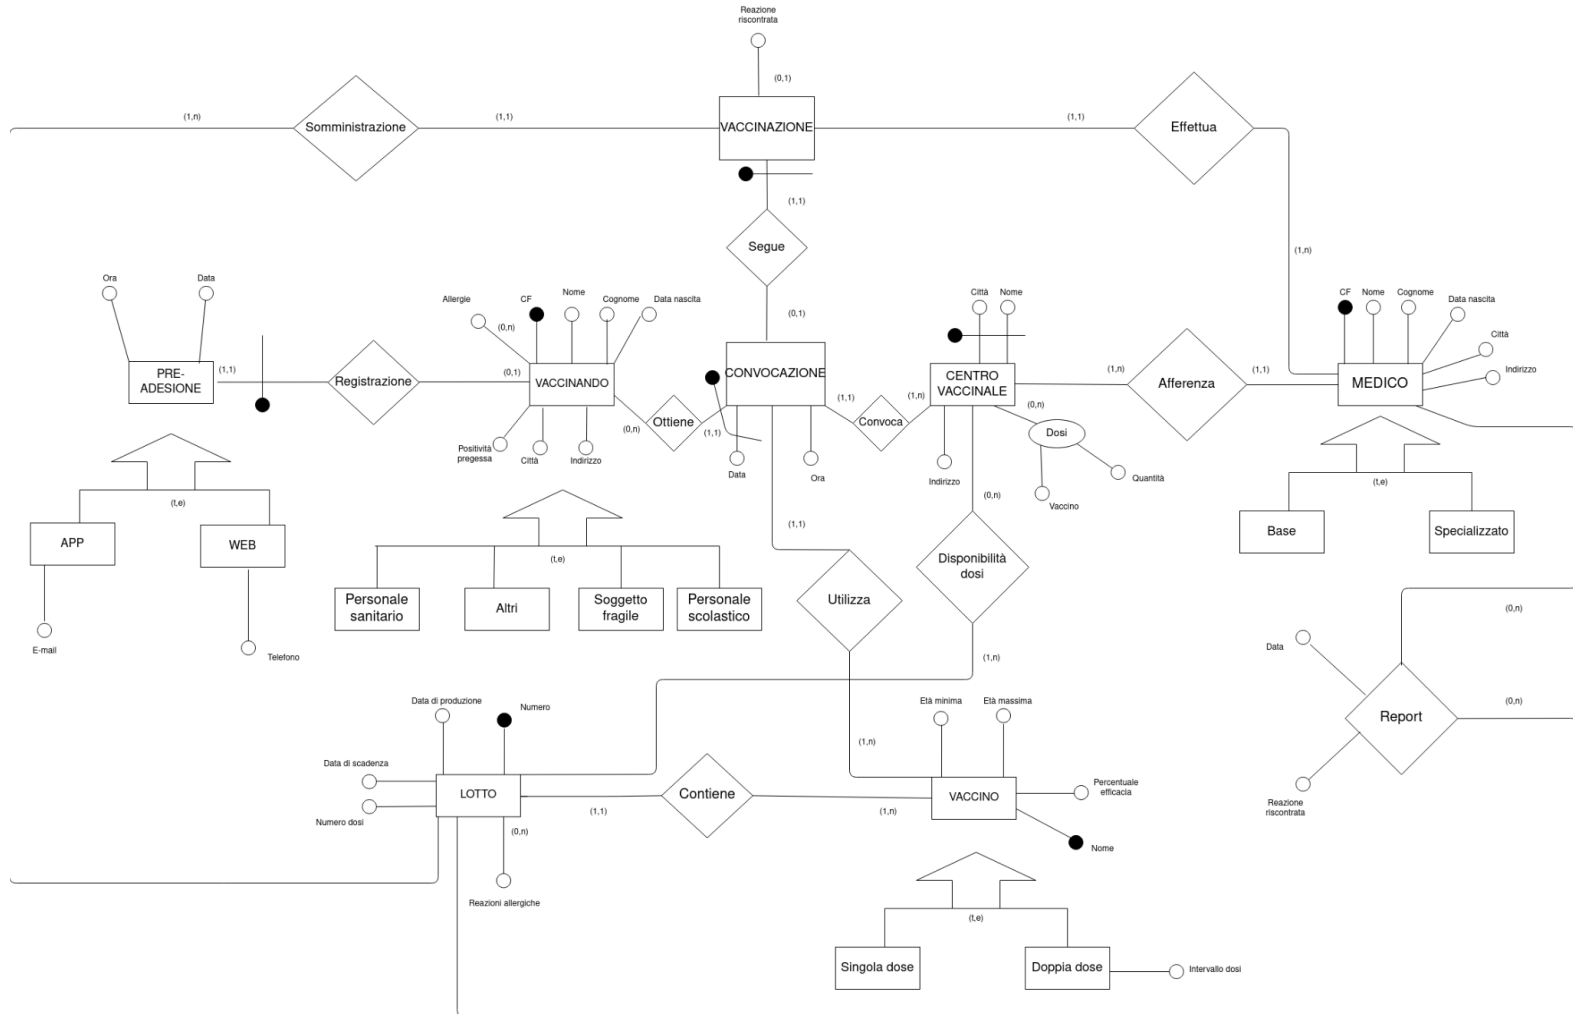 Reazione
riscontrata
(0,1)
(1,n)
Somministrazione
(1,1)
VACCINAZIONE
(1,1)
Effettua
(1,1)
Segue
(1,n)
Ora
Data
Allergie
(0,n)
CF
Nome
Cognome
Data nascita
(0,1)
Città
Nome
CF
Nome
Cognome
Data nascita
Città
Indirizzo
PRE-
ADESIONE
(1,1)
Registrazione
(0,1)
VACCINANDO
CONVOCAZIONE
CENTRO
VACCINALE
(1,n)
Afferenza
(1,1)
MEDICO
(0,n)
Ottiene
(1,1)
(1,1)
Convoca
(1,n)
(0,n)
Dosi
Positività
pregessa
Città
Indirizzo
Data
Ora
Indirizzo
Vaccino
Quantità
(t,e)
APP
WEB
(t,e)
(1,1)
(0,n)
(t,e)
Base
Specializzato
Personale
sanitario
Altri
Soggetto
fragile
Personale
scolastico
Utilizza
Disponibilità
dosi
(0,n)
E-mail
Telefono
(1,n)
Data
Report
(0,n)
Data di produzione
Numero
Età minima
Età massima
(1,n)
Data di scadenza
LOTTO
Contiene
VACCINO
Percentuale
efficacia
Numero dosi
(1,1)
(1,n)
Reazione
riscontrata
(0,n)
Nome
Reazioni allergiche
(t,e)
Singola dose
Doppia dose
Intervallo dosi